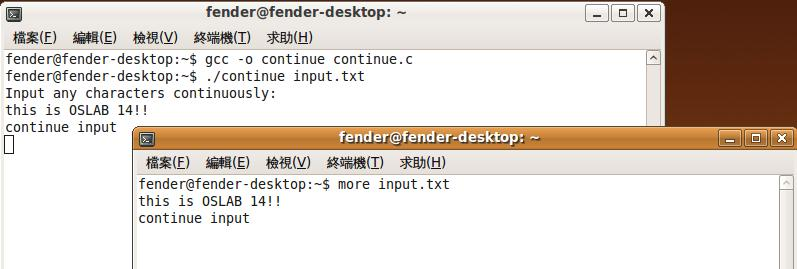 fender@fender-desktop: ~
檔案(F) 編輯(E) 檢視(V) 終端機(T) 求助(H)
fender@fender-desktop:~$ gcc -o continue continue.c
fender@fender-desktop:~$ ./continue input.txt
Input any characters continuously:
this is OSLAB 14!!
continue input
fender@fender-desktop: ~
檔案(F) 編輯(E) 檢視(V) 終端機(T) 求助(H)
fender@fender-desktop:~$ more input.txt
this is OSLAB 14!!
continue input